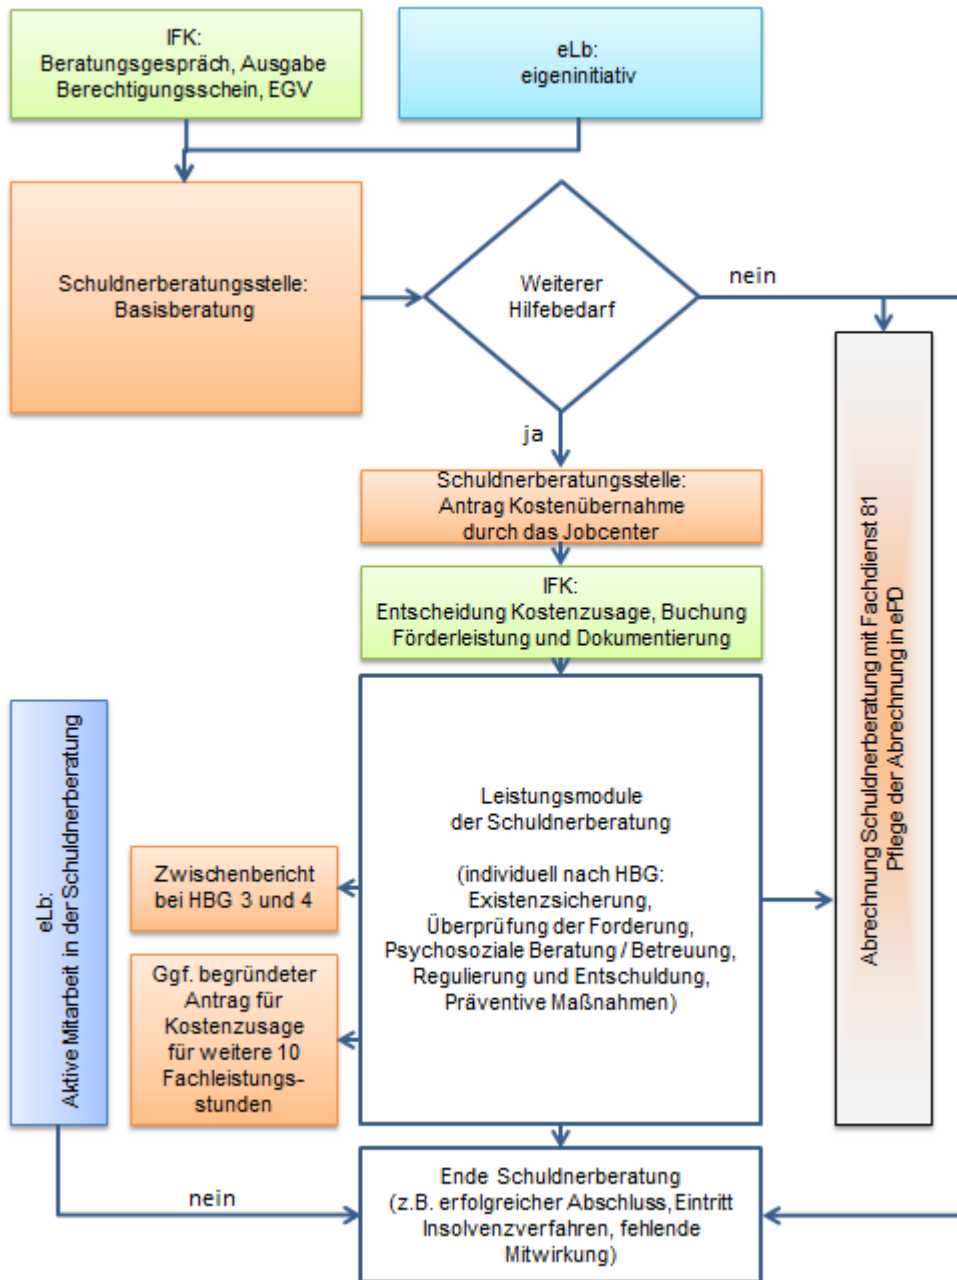 IFK:
Beratungsgespräch, Ausgabe
Berechtigungsschein, EGV
eLb:
eigeninitiativ
Schuldnerberatungsstelle:
Basisberatung
Weiterer
Hilfebedarf
nein
ja
Schuldnerberatungsstelle:
Antrag Kostenübernahme
durch das Jobcenter
IFK:
Entscheidung Kostenzusage, Buchung
Förderleistung und Dokumentierung
Abrechnung Schuldnerberatung mit Fachdienst 81
Pflege der Abrechnung in ePD
eLb:
Aktive Mitarbeit in der Schuldnerberatung
Leistungsmodule
der Schuldnerberatung
(individuell nach HBG:
Existenzsicherung,
Überprüfung der Forderung,
Psychosoziale Beratung / Betreuung,
Regulierung und Entschuldung,
Präventive Maßnahmen)
Zwischenbericht
bei HBG 3 und 4
Ggf. begründeter
Antrag für
Kostenzusage
für weitere 10
Fachleistungs-
stunden
nein
Ende Schuldnerberatung
(z.B. erfolgreicher Abschluss, Eintritt
Insolvenzverfahren, fehlende
Mitwirkung)